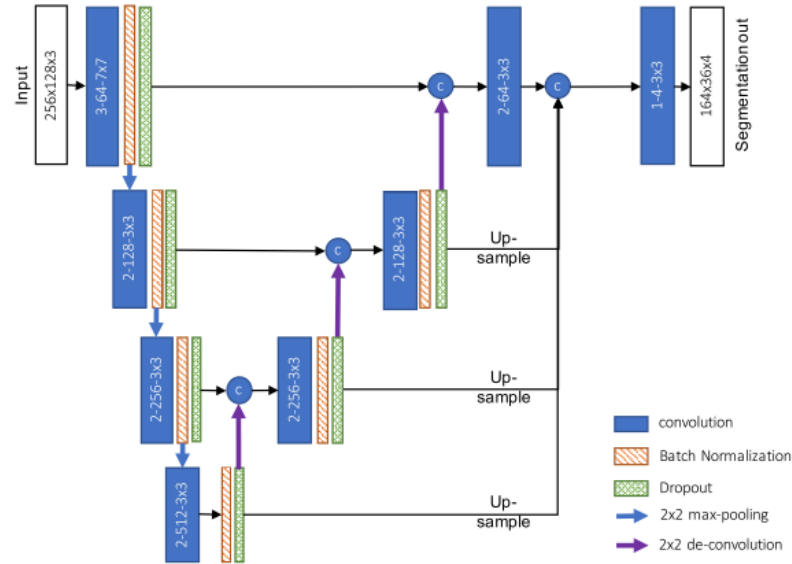 Input
256x128x3
3-64-7x7
C
2-64-3x3
C
1-4-3x3
164x36x4
Segmentation out
2-128-3x3
C
2-128-3x3
Up-
sample
2-256-3x3
C
2-256-3x3
Up-
sample
2-512-3x3
Up-
sample
convolution
Batch Normalization
Dropout
2x2 max-pooling
2x2 de-convolution